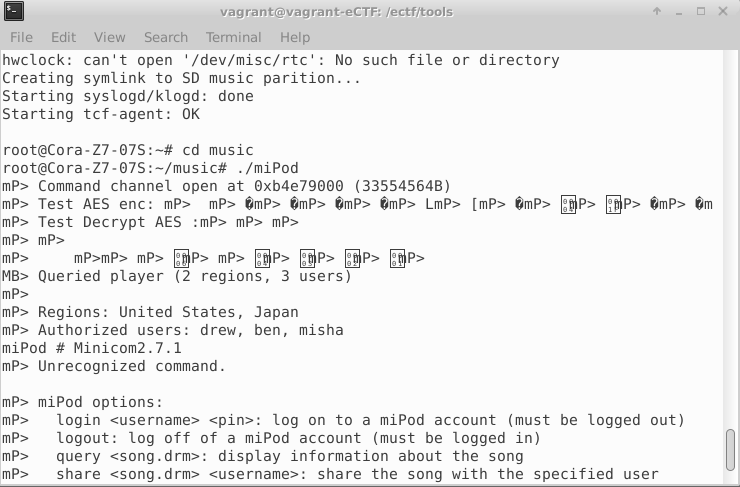 vagrant@vagrant-eCTF: /ectf/tools
File Edit View Search Terminal Help
hwclock: can't open '/dev/misc/rtc': No such file or directory
Creating symlink to SD music parition...
Starting syslogd/klogd: done
Starting tcf-agent: OK
root@Cora-Z7-07S:~# cd music
root@Cora-Z7-07S:~/music# ./miPod
mP> Command channel open at 0xb4e79000 (33554564B)
mP> Test AES enc: mP>  mP> �mP> �mP> �mP> �mP> LmP> [mP> �mP> mP> mP> �mP> �m
mP> Test Decrypt AES :mP> mP> mP>
mP> mP>
mP>     mP>mP> mP> mP> mP> mP> mP> mP> mP>
MB> Queried player (2 regions, 3 users)
mP>
mP> Regions: United States, Japan
mP> Authorized users: drew, ben, misha
miPod # Minicom2.7.1
mP> Unrecognized command.
mP> miPod options:
mP>   login <username> <pin>: log on to a miPod account (must be logged out)
mP>   logout: log off of a miPod account (must be logged in)
mP>   query <song.drm>: display information about the song
mP>   share <song.drm> <username>: share the song with the specified user